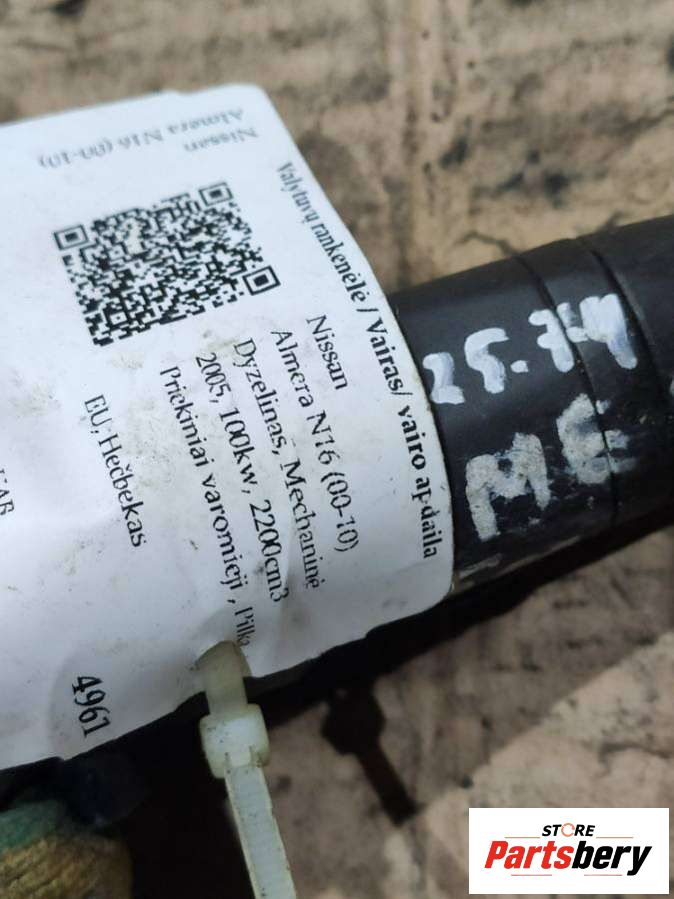 Nissan
Almera N16 (00-10)
Valytuvų rankenėlė / Vairas/ vairo apdaila
Nissan
Almera N16 (00-10)
Dyzelinas, Mechaninė
2005, 100kw, 2200cm3
Priekiniai varomieji , Pilka
EU, Hečbekas
4961
25.74
ME
STORE
Partsbery